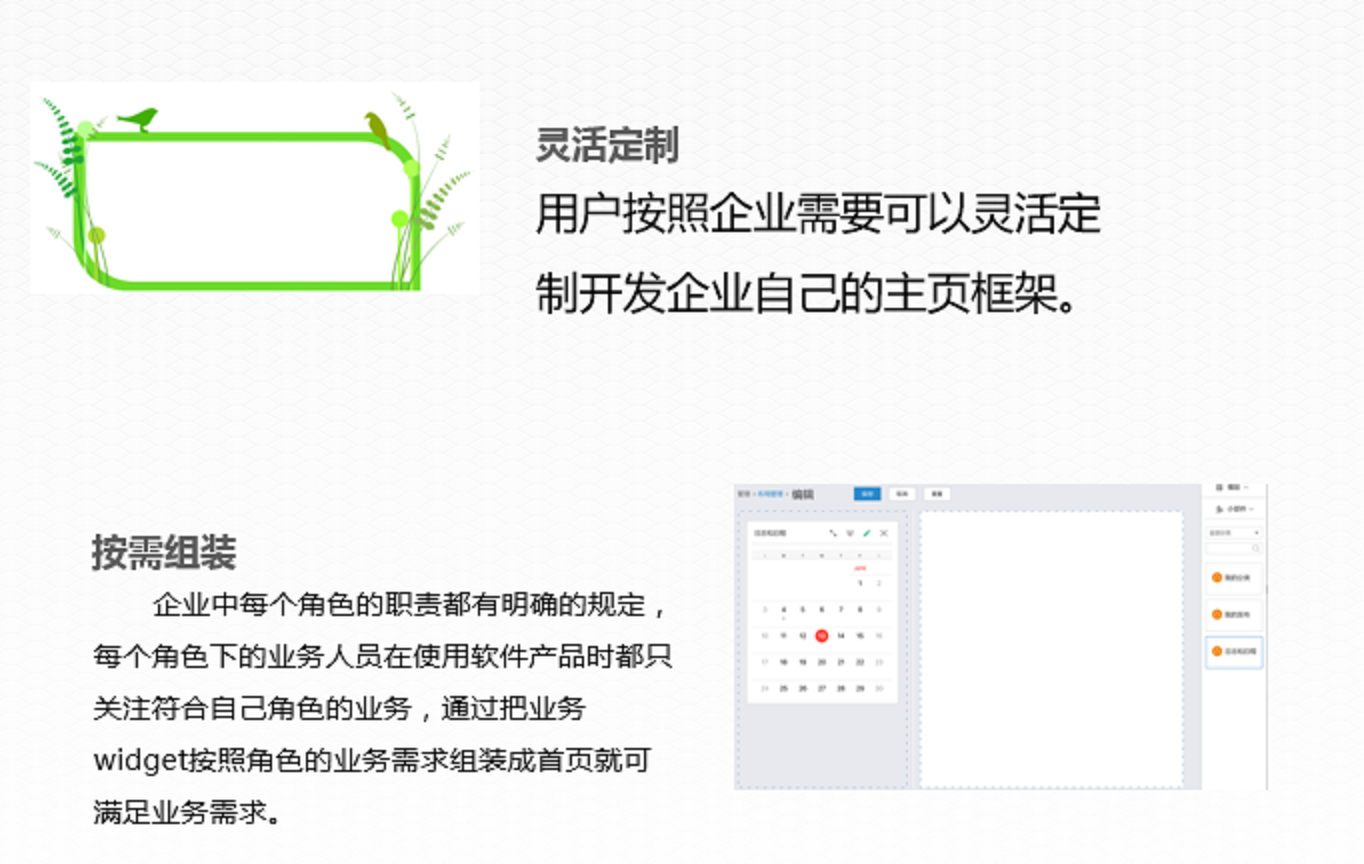 灵活定制
用户按照企业需要可以灵活定
制开发企业自己的主页框架。
按需组装
企业中每个角色的职责都有明确的规定，
每个角色下的业务人员在使用软件产品时都只
关注符合自己角色的业务，通过把业务
widget按照角色的业务需求组装成首页就可
满足业务需求。
编辑
1 2
3 4 5 6 7 8 9
10 11 12 13 14 15 16
17 18 19 20 21 22 23
24 25 26 27 28 29 30